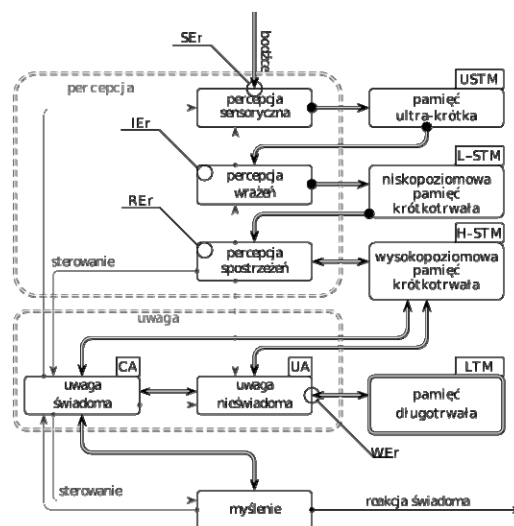 SEr
bodźce
USTM
percepcja
percepcja
sensoryczna
pamięć
ultra-krótka
IEr
L-STM
percepcja
wrażeń
niskopoziomowa
pamięć
krótkotrwała
REr
H-STM
percepcja
spostrzeżeń
wysokopoziomowa
pamięć
krótkotrwała
sterowanie
uwaga
CA
UA
LTM
uwaga
świadoma
uwaga
nieświadoma
pamięć
długotrwała
WEr
sterowanie
myślenie
reakcja świadoma